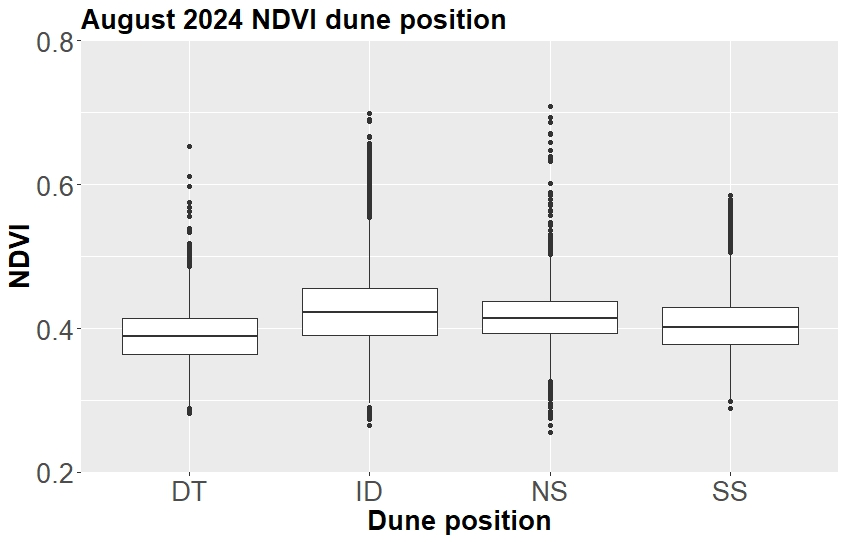 August 2024 NDVI dune position
0.8
0.6
0.4
0.2
NDVI
DT ID NS SS
Dune position